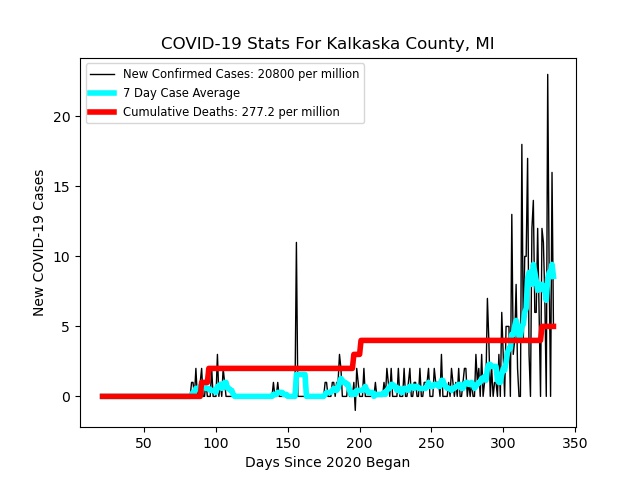 COVID-19 Stats For Kalkaska County, MI
New Confirmed Cases: 20800 per million
7 Day Case Average
Cumulative Deaths: 277.2 per million
New COVID-19 Cases
20
15
10
5
0
50 100 150 200 250 300 350
Days Since 2020 Began